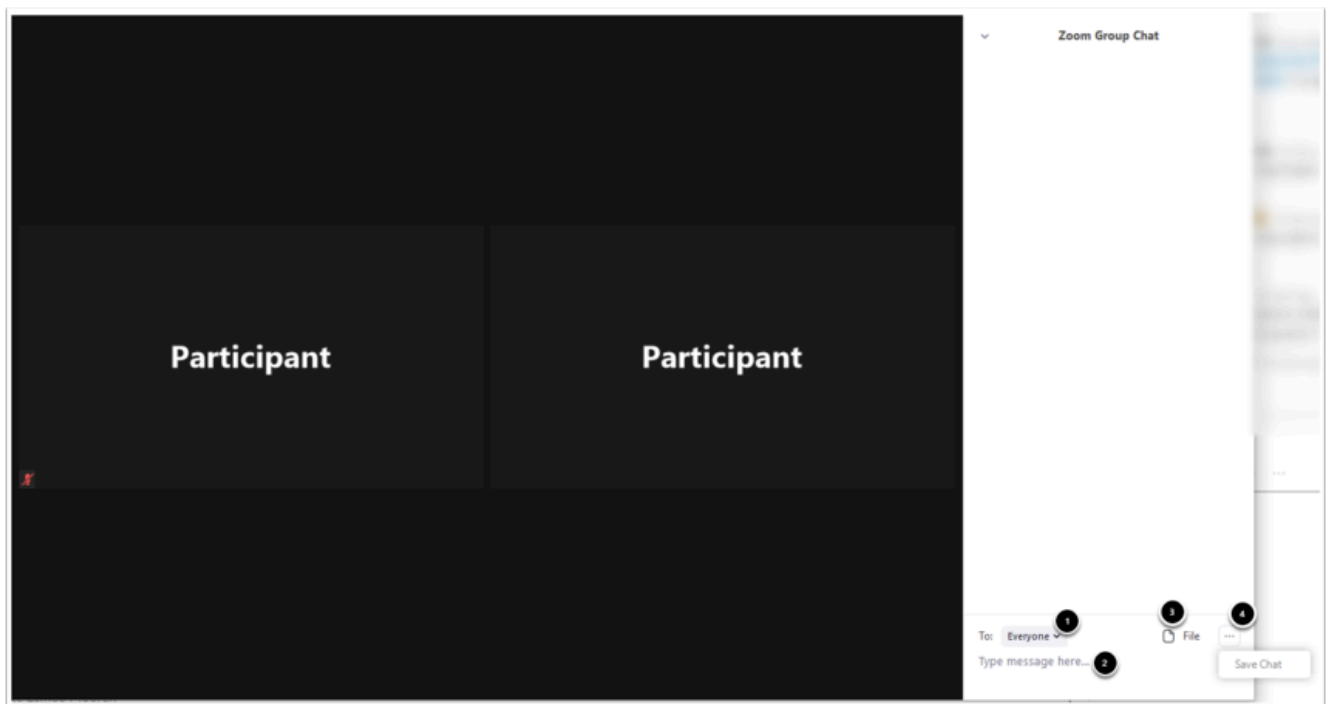 Zoom Group Chat
Participant
Participant
1
3
4
To: Everyone
File
...
Type message here...
2
Save Chat